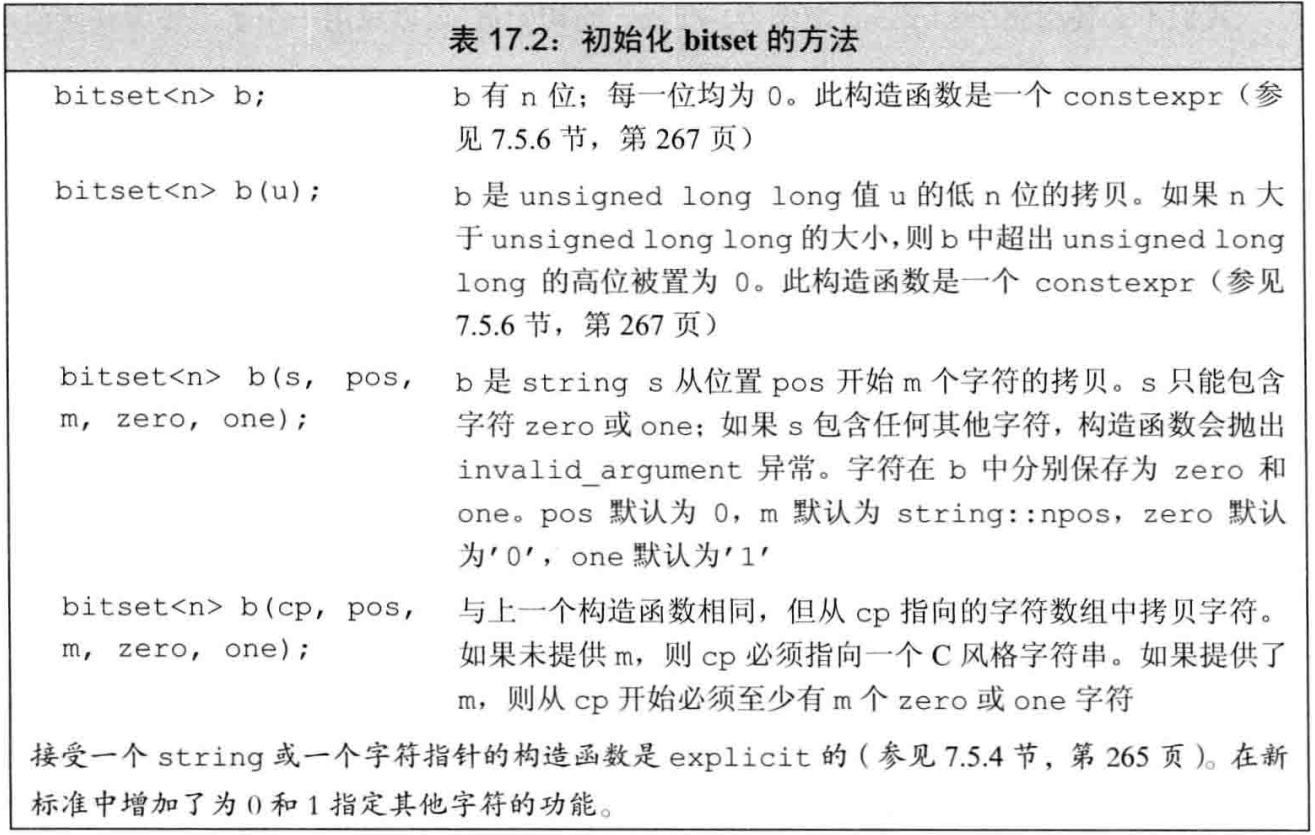 表 17.2：初始化 bitset 的方法
bitset<n> b; b 有 n 位；每一位均为 0。此构造函数是一个 constexpr（参
见 7.5.6 节，第 267 页）
bitset<n> b(u); b 是 unsigned long long 值 u 的低 n 位的拷贝。如果 n 大
于 unsigned long long 的大小，则 b 中超出 unsigned long
long 的高位被置为 0。此构造函数是一个 constexpr（参见
7.5.6 节，第 267 页）
bitset<n> b(s, pos, b 是 string s 从位置 pos 开始 m 个字符的拷贝。s 只能包含
m, zero, one); 字符 zero 或 one；如果 s 包含任何其他字符，构造函数会抛出
invalid_argument 异常。字符在 b 中分别保存为 zero 和
one。pos 默认为 0，m 默认为 string::npos，zero 默认
为'0'，one 默认为'1'
bitset<n> b(cp, pos, 与上一个构造函数相同，但从 cp 指向的字符数组中拷贝字符。
m, zero, one); 如果未提供 m，则 cp 必须指向一个 C 风格字符串。如果提供了
m，则从 cp 开始必须至少有 m 个 zero 或 one 字符
接受一个 string 或一个字符指针的构造函数是 explicit 的（参见 7.5.4 节，第 265 页）。在新
标准中增加了为 0 和 1 指定其他字符的功能。